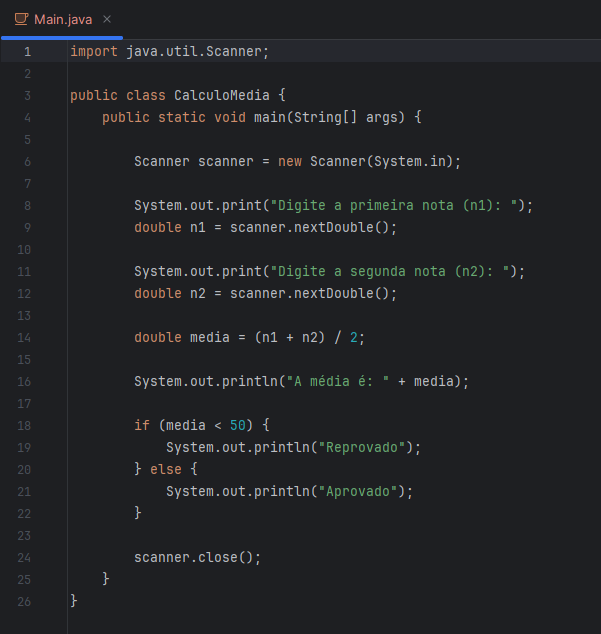 Main.java ×
1 import java.util.Scanner;
2
3 public class CalculoMedia {
4     public static void main(String[] args) {
5
6         Scanner scanner = new Scanner(System.in);
7
8         System.out.print("Digite a primeira nota (n1): ");
9         double n1 = scanner.nextDouble();
10
11         System.out.print("Digite a segunda nota (n2): ");
12         double n2 = scanner.nextDouble();
13
14         double media = (n1 + n2) / 2;
15
16         System.out.println("A média é: " + media);
17
18         if (media < 50) {
19             System.out.println("Reprovado");
20         } else {
21             System.out.println("Aprovado");
22         }
23
24         scanner.close();
25     }
26 }